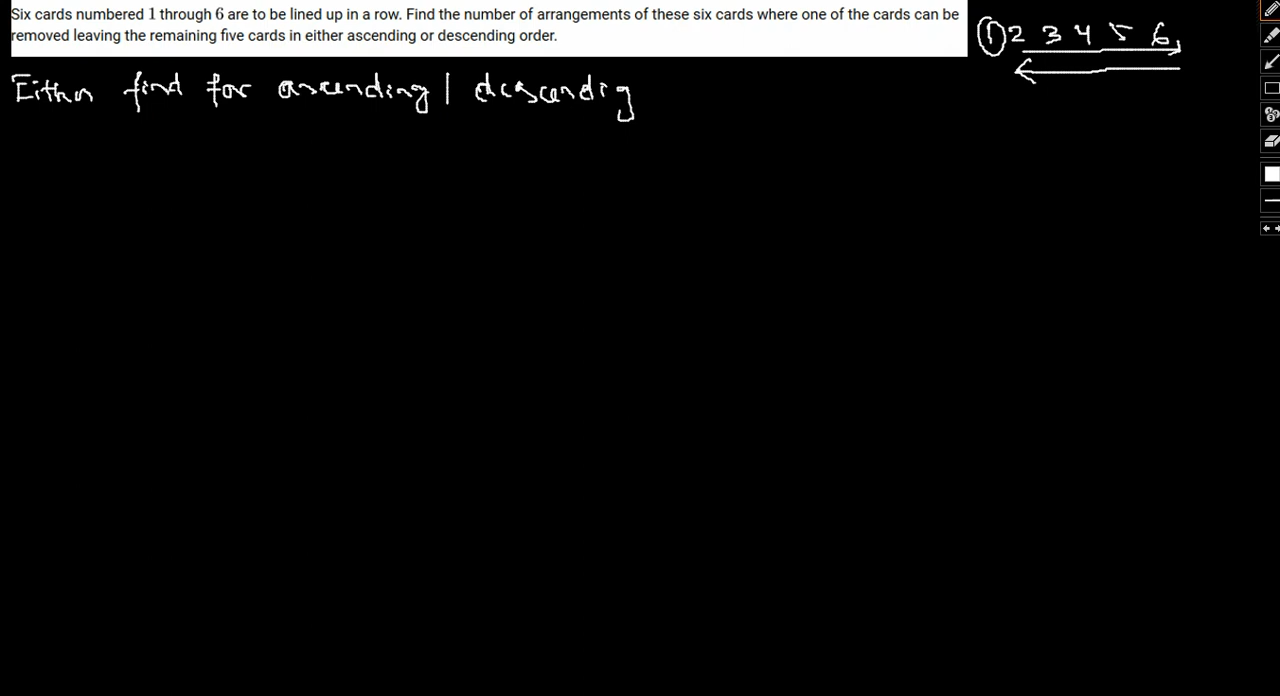 Six cards numbered 1 through 6 are to be lined up in a row. Find the number of arrangements of these six cards where one of the cards can be
removed leaving the remaining five cards in either ascending or descending order.
① 2 3 4 5 6,
Either find for ascending | descendig